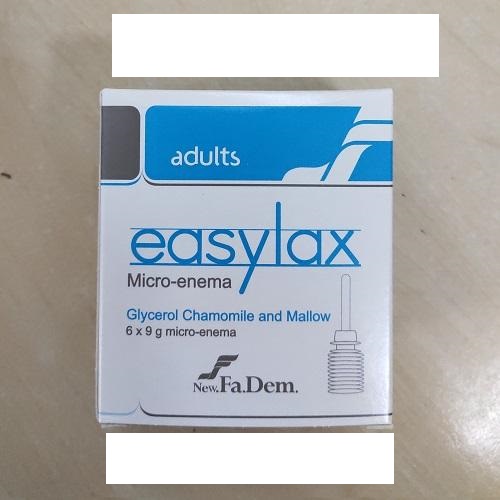 adults
easylax
Micro-enema
Glycerol Chamomile and Mallow
6 x 9 g micro-enema
New.Fa.Dem.